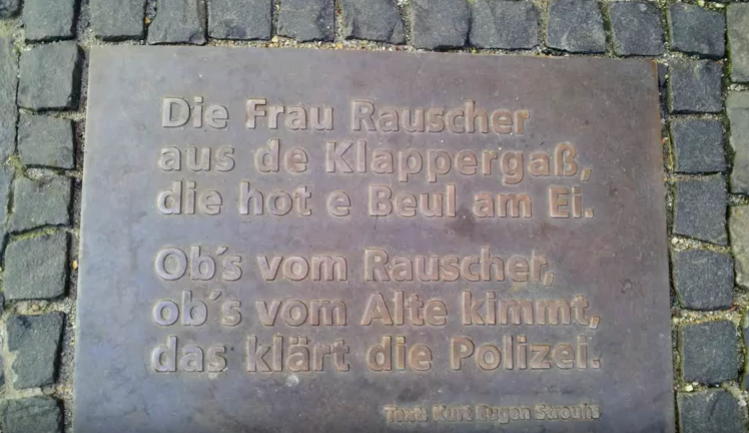 Die Frau Rauscher
aus de Klappergaß,
die hot e Beul am Ei.
Ob´s vom Rauscher,
ob´s vom Alte kimmt,
das klärt die Polizei.
Text: Kurt Eugen Strouhs